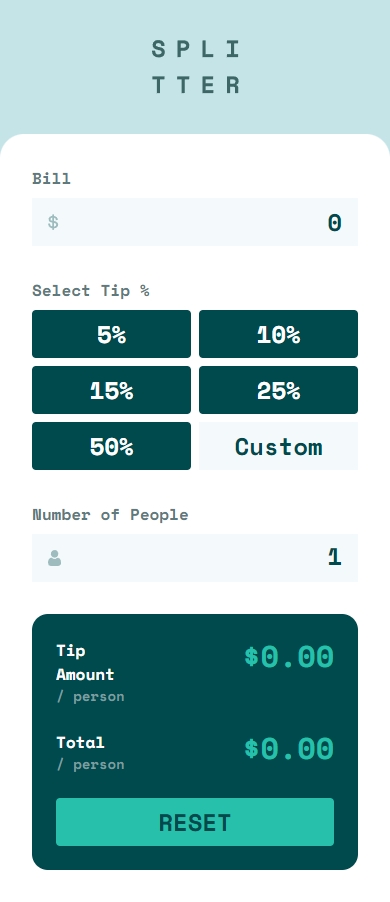 SPLI
TTER
Bill
$ 0
Select Tip %
5% 10%
15% 25%
50% Custom
Number of People
1
Tip
Amount
/ person
$0.00
Total
/ person
$0.00
RESET